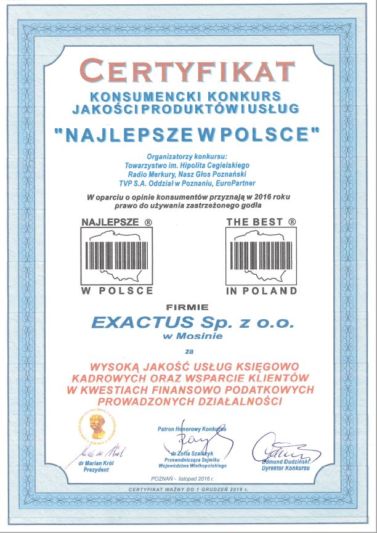 CERTYFIKAT
KONSUMENCKI KONKURS
JAKOŚCI PRODUKTÓW I USŁUG
"NAJLEPSZE W POLSCE"
Organizatorzy konkursu:
Towarzystwo im. Hipolita Cegielskiego
Radio Merkury, Nasz Głos Poznański
TVP S.A. Oddział w Poznaniu, EuroPartner
W oparciu o opinie konsumentów przyznają w 2016 roku
prawo do używania zastrzeżonego godła
NAJLEPSZE ®
W POLSCE
THE BEST ®
IN POLAND
FIRMIE
EXACTUS Sp. z o.o.
w Mosinie
za
WYSOKĄ JAKOŚĆ USŁUG KSIĘGOWO
KADROWYCH ORAZ WSPARCIE KLIENTÓW
W KWESTIACH FINANSOWO PODATKOWYCH
PROWADZONYCH DZIAŁALNOŚCI
dr Marian Król
Prezydent
Patron Honorowy Konkursu
dr Zofia Szalczyk
Przewodnicząca Sejmiku
Województwa Wielkopolskiego
Edmund Dudziński
Dyrektor Konkursu
POZNAŃ - listopad 2016 r.
CERTYFIKAT WAŻNY DO 1 GRUDZIEŃ 2019 r.